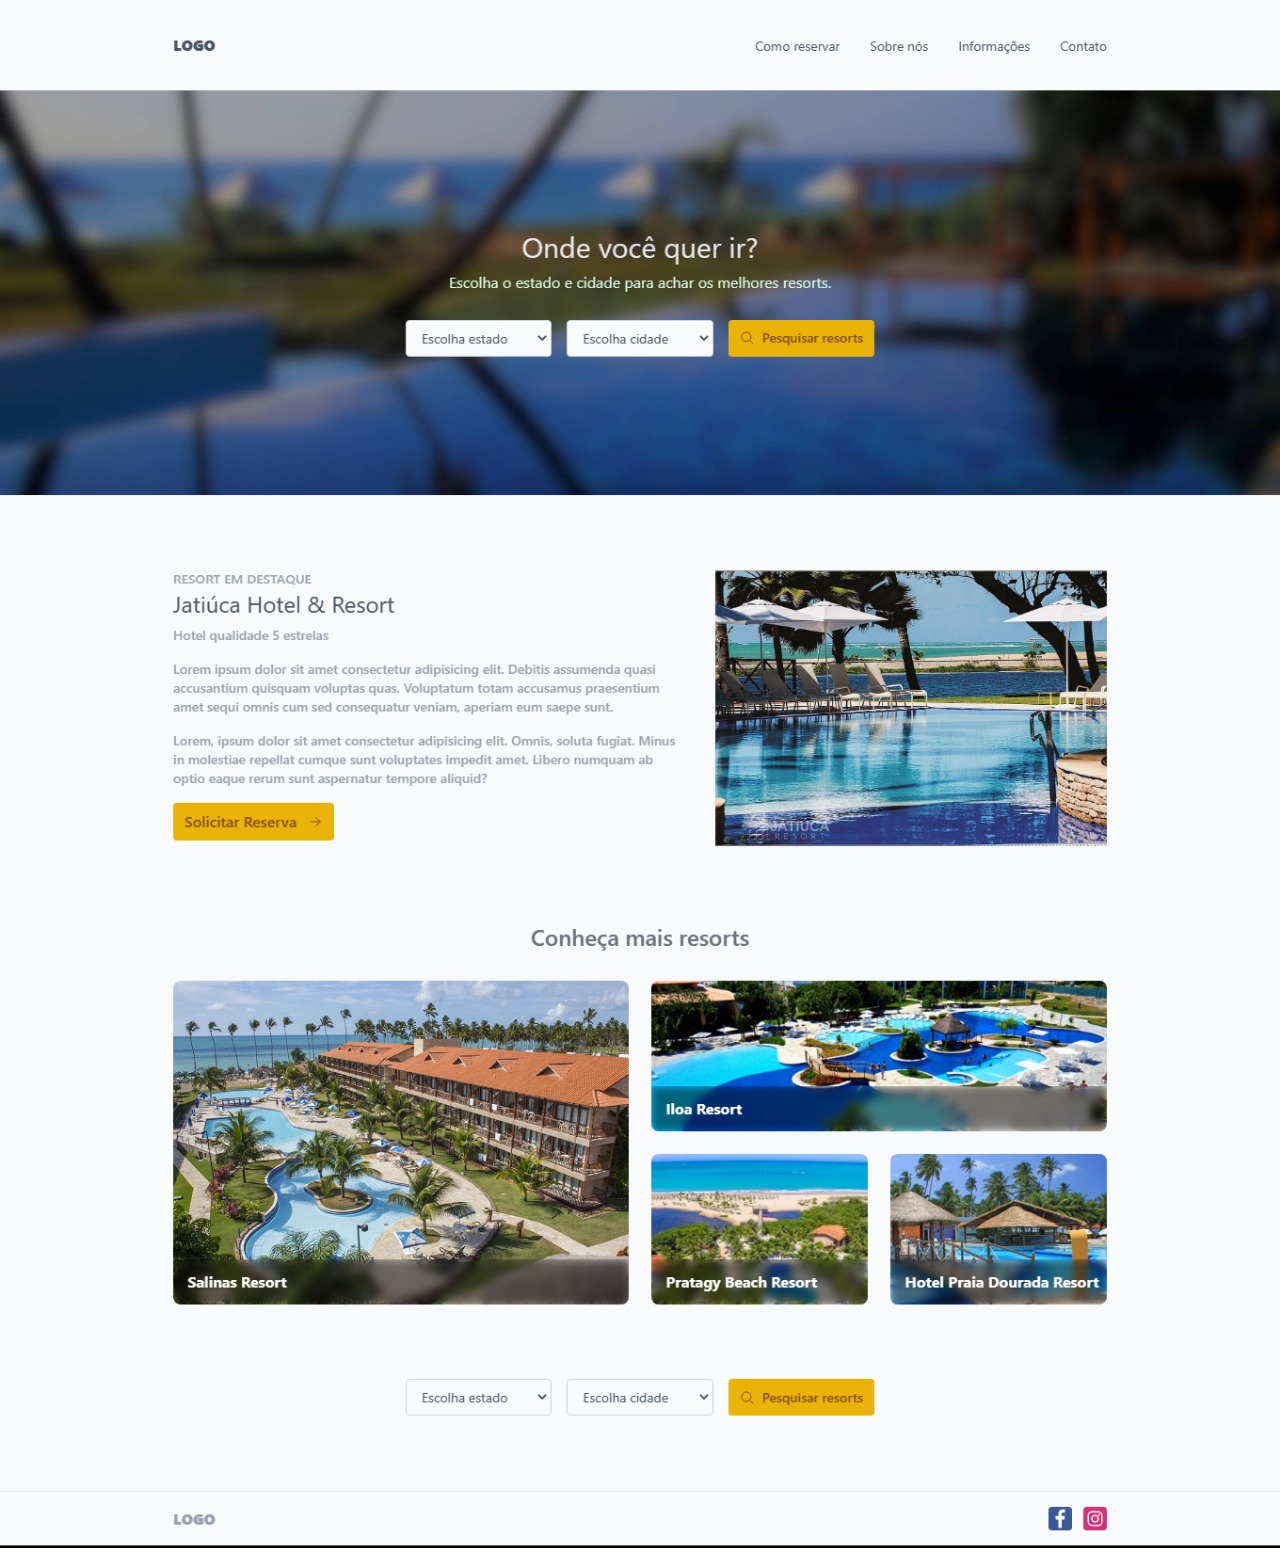 LOGO
Como reservar Sobre nós Informações Contato
Onde você quer ir?
Escolha o estado e cidade para achar os melhores resorts.
Escolha estado Escolha cidade Pesquisar resorts
RESORT EM DESTAQUE
Jatiúca Hotel & Resort
Hotel qualidade 5 estrelas
Lorem ipsum dolor sit amet consectetur adipisicing elit. Debitis assumenda quasi
accusantium quisquam voluptas quas. Voluptatum totam accusamus praesentium
amet sequi omnis cum sed consequatur veniam, aperiam eum saepe sunt.
Lorem, ipsum dolor sit amet consectetur adipisicing elit. Omnis, soluta fugiat. Minus
in molestiae repellat cumque sunt voluptates impedit amet. Libero numquam ab
optio eaque rerum sunt aspernatur tempore aliquid?
Solicitar Reserva
JATIÚCA
RESORT
Conheça mais resorts
Iloa Resort
Salinas Resort
Pratagy Beach Resort
Hotel Praia Dourada Resort
Escolha estado Escolha cidade Pesquisar resorts
LOGO